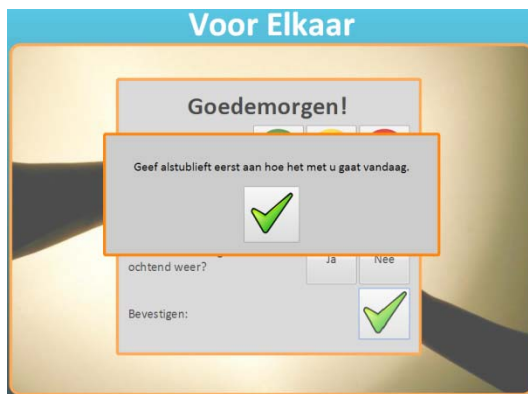 Voor Elkaar
Goedemorgen!
Geef alstublieft eerst aan hoe het met u gaat vandaag.
ochtend weer?
Ja
Nee
Bevestigen: